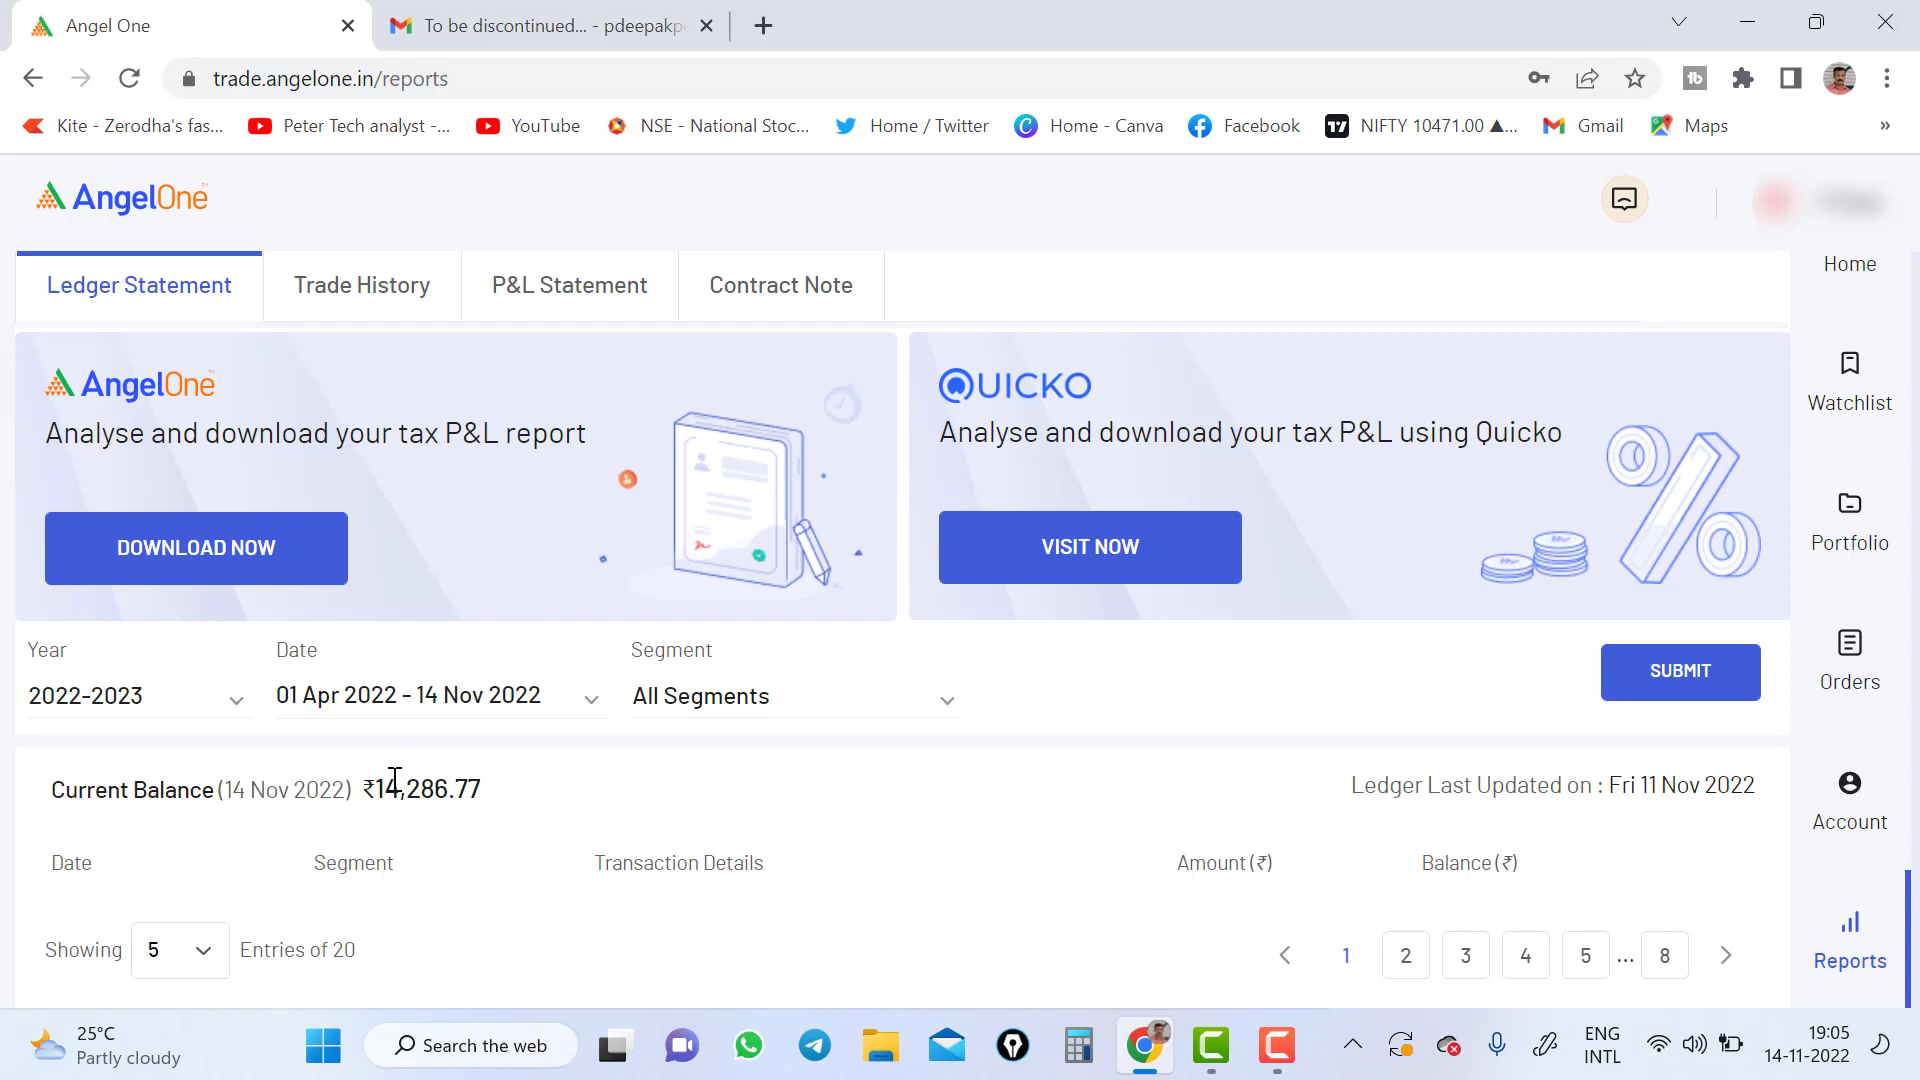 Angel One
To be discontinued... - pdeepakp
trade.angelone.in/reports
Kite - Zerodha's fas...
Peter Tech analyst -...
YouTube
NSE - National Stoc...
Home / Twitter
Home - Canva
Facebook
NIFTY 10471.00 ▲...
Gmail
Maps
»
AngelOne
Ledger Statement
Trade History
P&L Statement
Contract Note
Home
AngelOne
Analyse and download your tax P&L report
DOWNLOAD NOW
QUICKO
Analyse and download your tax P&L using Quicko
VISIT NOW
Watchlist
Portfolio
Orders
Account
Reports
Year
2022-2023
Date
01 Apr 2022 - 14 Nov 2022
Segment
All Segments
SUBMIT
Current Balance (14 Nov 2022) ₹14,286.77
Ledger Last Updated on : Fri 11 Nov 2022
Date
Segment
Transaction Details
Amount (₹)
Balance (₹)
Showing 5 Entries of 20
1 2 3 4 5 ... 8
25°C
Partly cloudy
Search the web
ENG
INTL
19:05
14-11-2022